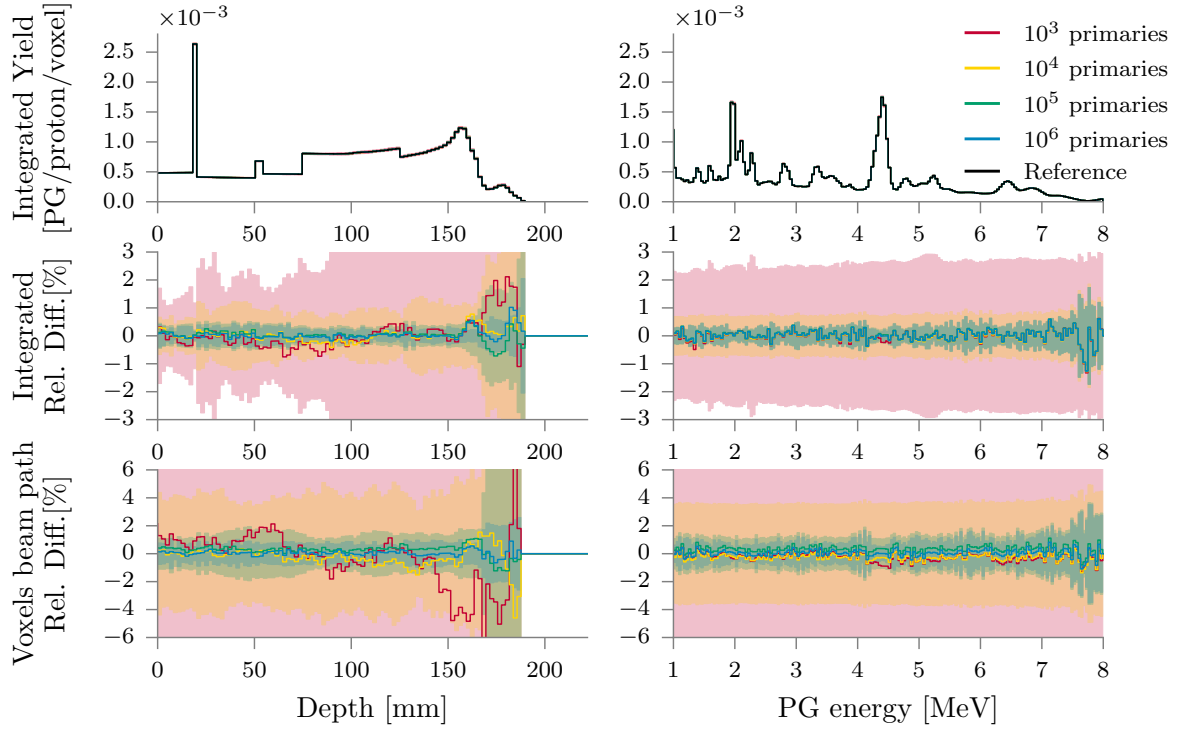 ×10⁻³
×10⁻³
Integrated Yield
[PG/proton/voxel]
2.5
2.0
1.5
1.0
0.5
0.0
0 50 100 150 200
2.5
2.0
1.5
1.0
0.5
0.0
1 2 3 4 5 6 7 8
10³ primaries
10⁴ primaries
10⁵ primaries
10⁶ primaries
Reference
Integrated
Rel. Diff.[%]
3
2
1
0
−1
−2
−3
0 50 100 150 200
3
2
1
0
−1
−2
−3
1 2 3 4 5 6 7 8
Voxels beam path
Rel. Diff.[%]
6
4
2
0
−2
−4
−6
0 50 100 150 200
Depth [mm]
6
4
2
0
−2
−4
−6
1 2 3 4 5 6 7 8
PG energy [MeV]